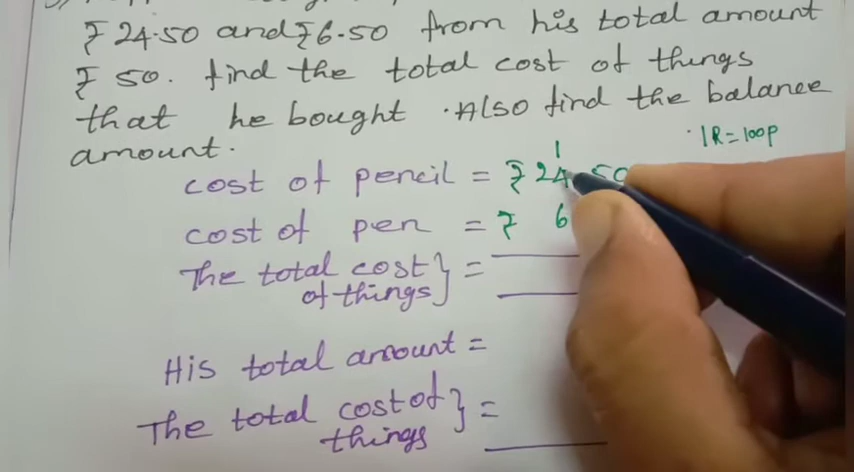 ₹ 24.50 and ₹6.50 from his total amount
₹ 50. find the total cost of things
that he bought. Also find the balance
amount.
1R=100P
1
cost of pencil = ₹ 24.50
cost of pen = ₹ 6
The total cost } =
of things
His total amount =
The total cost of } =
things